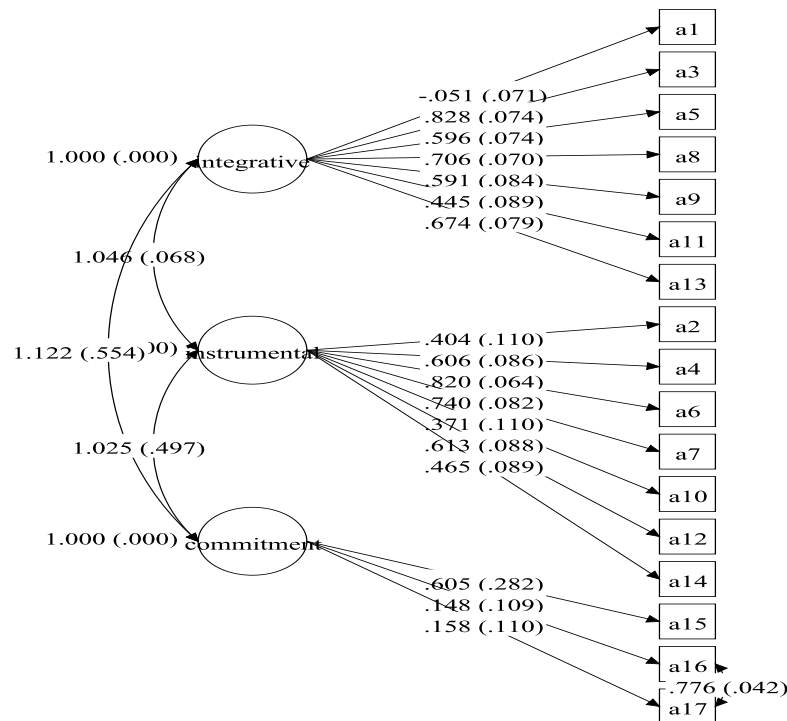 a1
a3
-.051 (.071)
.828 (.074)
a5
.596 (.074)
1.000 (.000)
integrative
.706 (.070)
a8
.591 (.084)
a9
.445 (.089)
.674 (.079)
a11
1.046 (.068)
a13
a2
.404 (.110)
1.122 (.554)
00)
instrumental
.606 (.086)
a4
.820 (.064)
.740 (.082)
a6
.371 (.110)
1.025 (.497)
.613 (.088)
a7
.465 (.089)
a10
1.000 (.000)
commitment
a12
a14
.605 (.282)
.148 (.109)
a15
.158 (.110)
a16
-.776 (.042)
a17